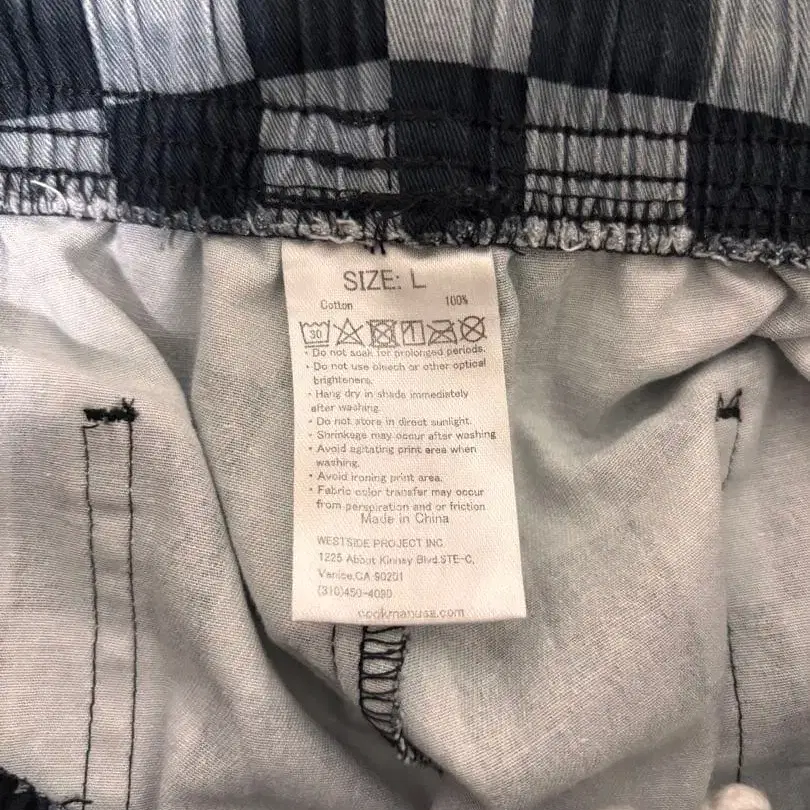 SIZE: L
Cotton 100%
30
• Do not soak for prolonged periods.
• Do not use bleach or other optical
brighteners.
• Hang dry in shade immediately
after washing.
• Do not store in direct sunlight.
• Shrinkage may occur after washing
• Avoid agitating print area when
washing.
• Avoid ironing print area.
• Fabric color transfer may occur
from perspiration and or friction
Made in China
WESTSIDE PROJECT INC
1225 Abbot Kinney Blvd.STE-C,
Venice,CA 90201
(310)450-4090
cookmanusa.com